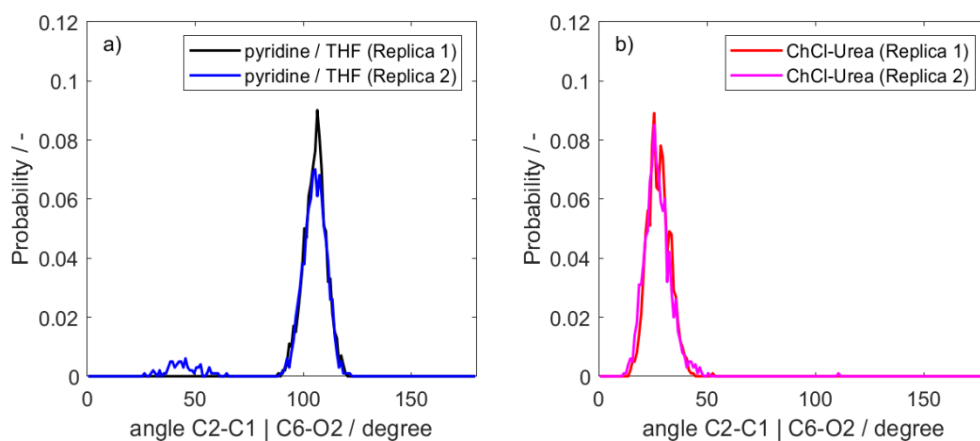 a)
pyridine / THF (Replica 1)
pyridine / THF (Replica 2)
0.12
0.1
0.08
0.06
0.04
0.02
0
Probability / -
0
50
100
150
angle C2-C1 | C6-O2 / degree
b)
ChCl-Urea (Replica 1)
ChCl-Urea (Replica 2)
0.12
0.1
0.08
0.06
0.04
0.02
0
Probability / -
0
50
100
150
angle C2-C1 | C6-O2 / degree